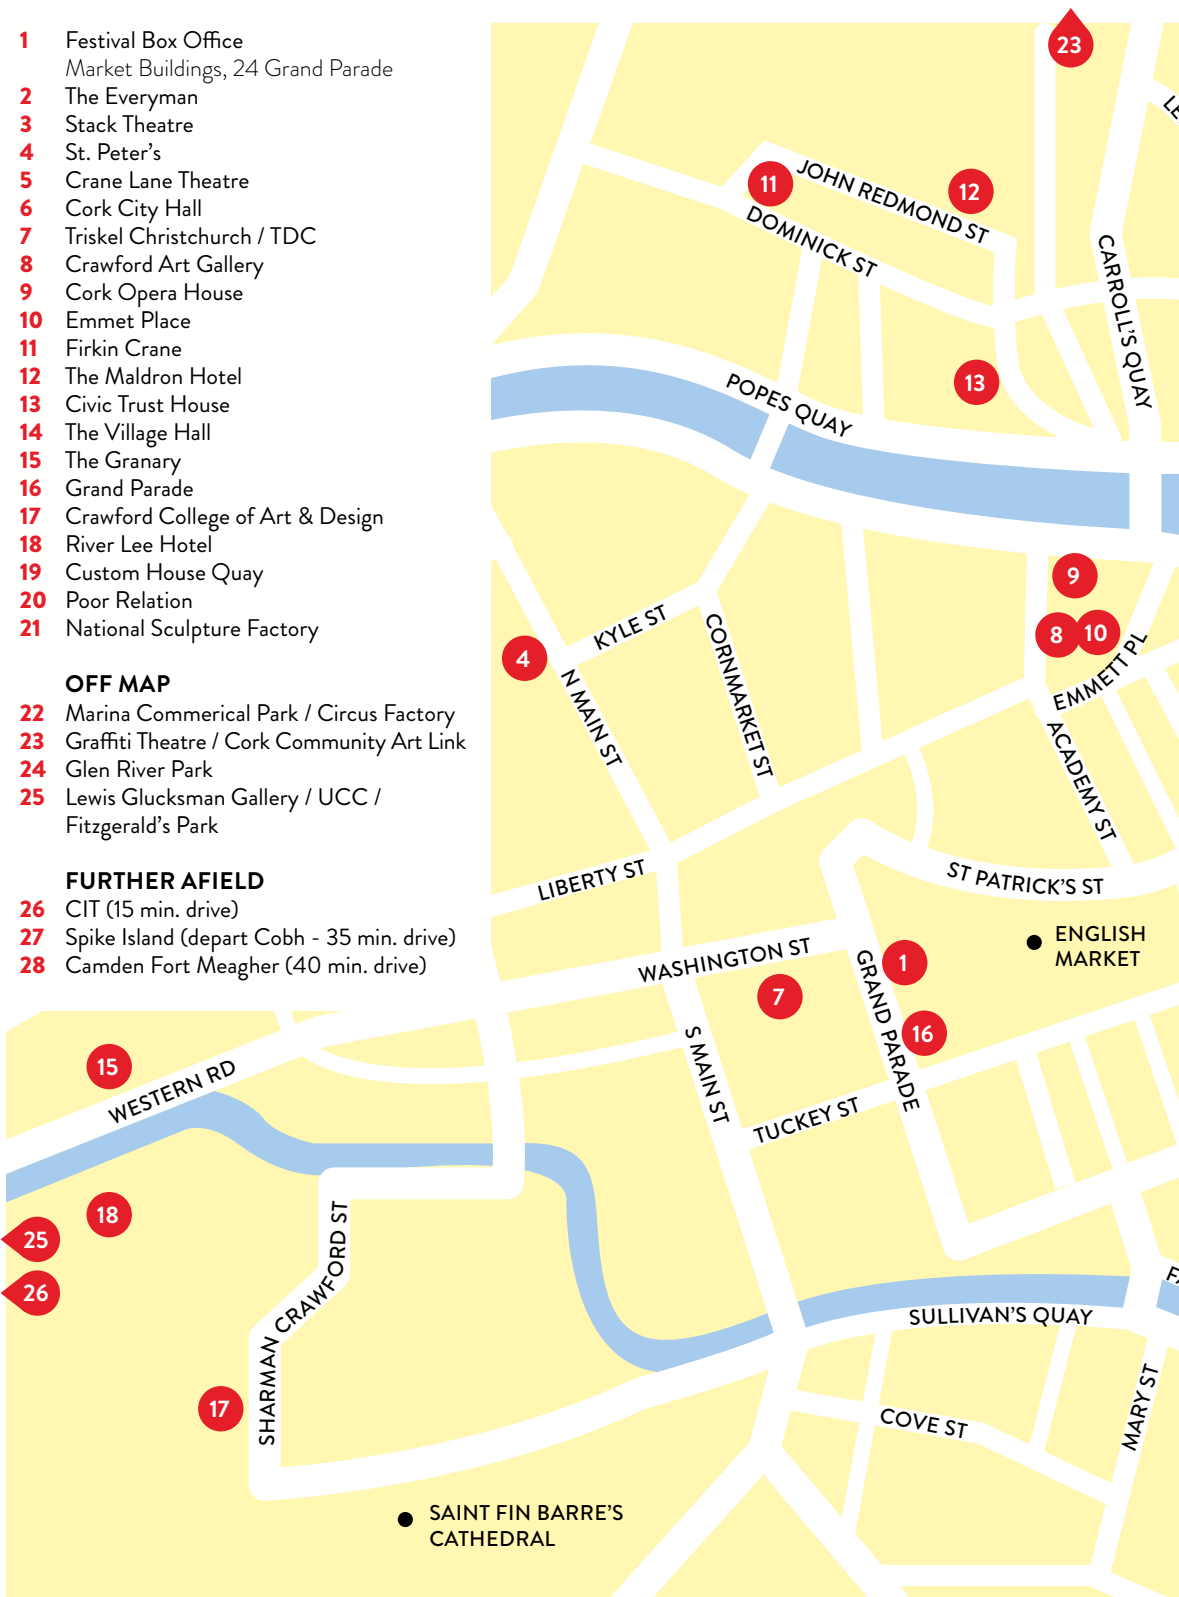 1 Festival Box Office
Market Buildings, 24 Grand Parade
2 The Everyman
3 Stack Theatre
4 St. Peter's
5 Crane Lane Theatre
6 Cork City Hall
7 Triskel Christchurch / TDC
8 Crawford Art Gallery
9 Cork Opera House
10 Emmet Place
11 Firkin Crane
12 The Maldron Hotel
13 Civic Trust House
14 The Village Hall
15 The Granary
16 Grand Parade
17 Crawford College of Art & Design
18 River Lee Hotel
19 Custom House Quay
20 Poor Relation
21 National Sculpture Factory
OFF MAP
22 Marina Commerical Park / Circus Factory
23 Graffiti Theatre / Cork Community Art Link
24 Glen River Park
25 Lewis Glucksman Gallery / UCC /
Fitzgerald's Park
FURTHER AFIELD
26 CIT (15 min. drive)
27 Spike Island (depart Cobh - 35 min. drive)
28 Camden Fort Meagher (40 min. drive)
23
LE
11
JOHN REDMOND ST
12
DOMINICK ST
CARROLL'S QUAY
13
POPES QUAY
9
8
10
EMMETT PL
KYLE ST
4
CORNMARKET ST
N MAIN ST
ACADEMY ST
LIBERTY ST
ST PATRICK'S ST
ENGLISH
MARKET
WASHINGTON ST
1
7
GRAND PARADE
16
S MAIN ST
15
WESTERN RD
TUCKEY ST
18
25
26
SHARMAN CRAWFORD ST
FA
SULLIVAN'S QUAY
17
COVE ST
MARY ST
SAINT FIN BARRE'S
CATHEDRAL